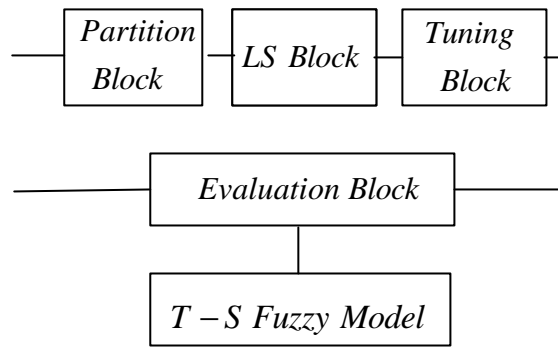 Partition
Block
LS Block
Tuning
Block
Evaluation Block
T – S Fuzzy Model